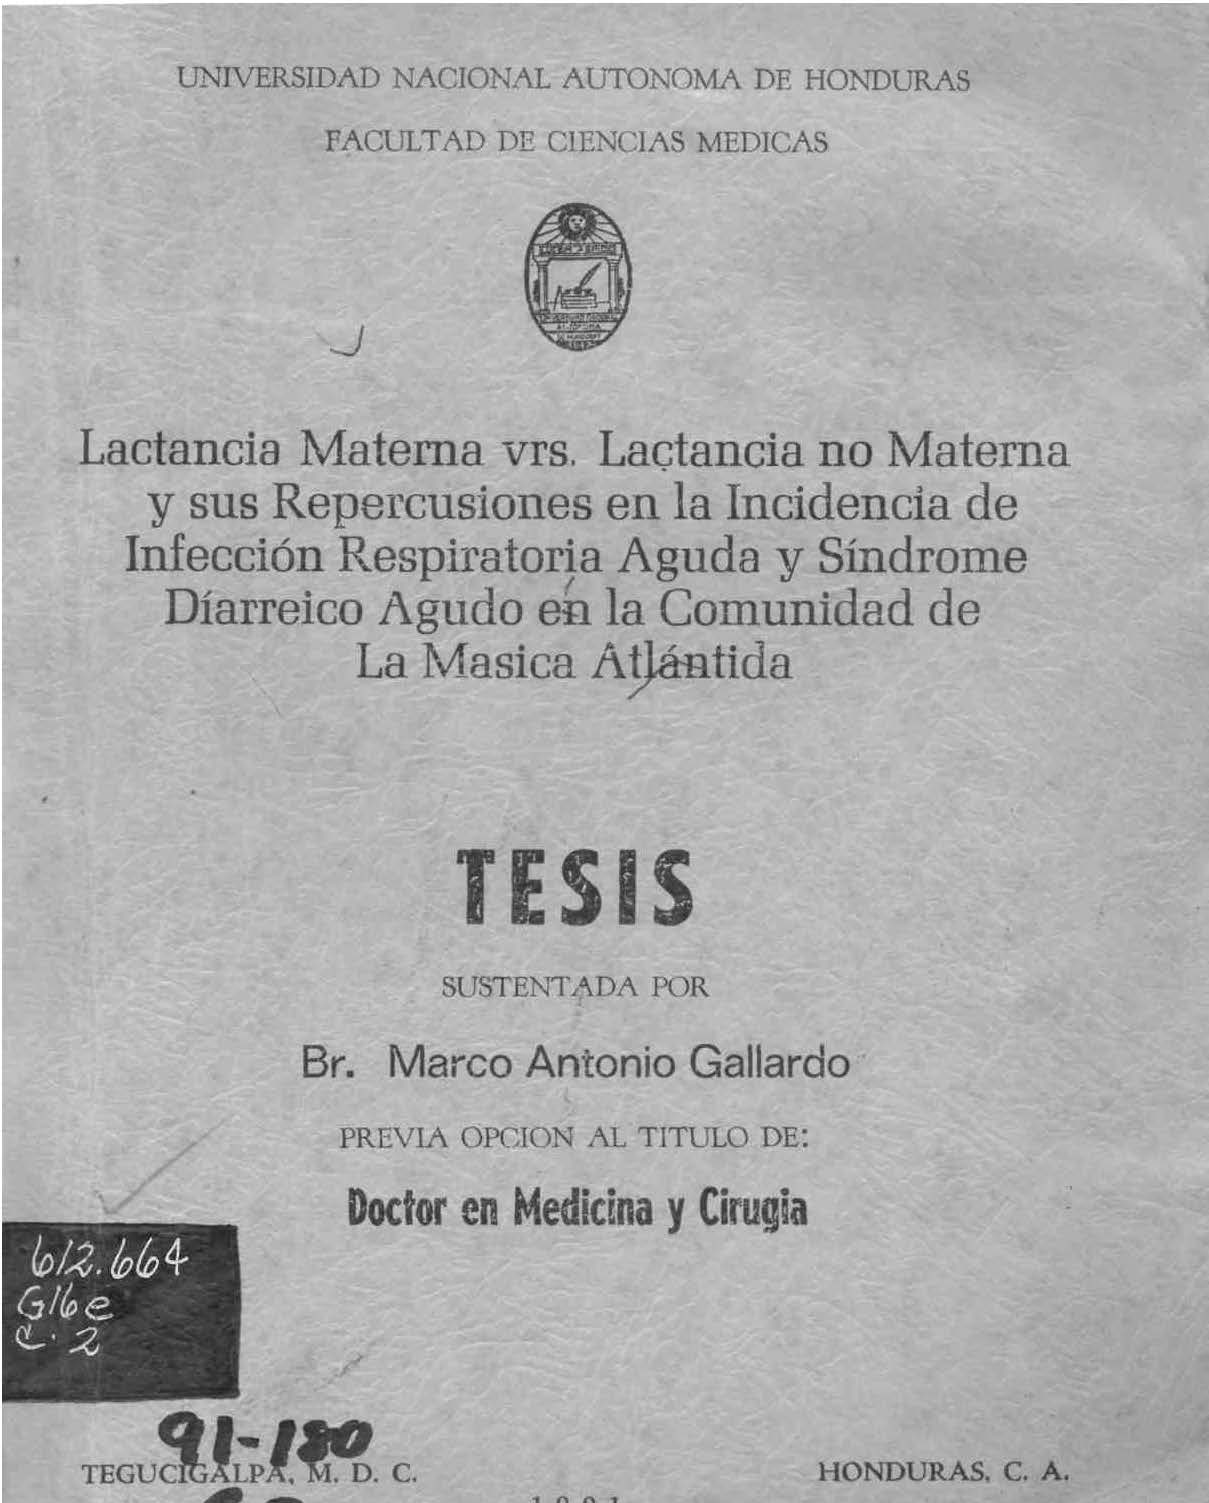 UNIVERSIDAD NACIONAL AUTONOMA DE HONDURAS
FACULTAD DE CIENCIAS MEDICAS
Lactancia Materna vrs. Lactancia no Materna
y sus Repercusiones en la Incidencia de
Infección Respiratoria Aguda y Síndrome
Díarreico Agudo en la Comunidad de
La Masica Atlántida
TESIS
SUSTENTADA POR
Br. Marco Antonio Gallardo
PREVIA OPCION AL TITULO DE:
Doctor en Medicina y Cirugia
612.664
G16e
c. 2
91-180
TEGUCIGALPA, M. D. C.
HONDURAS, C. A.